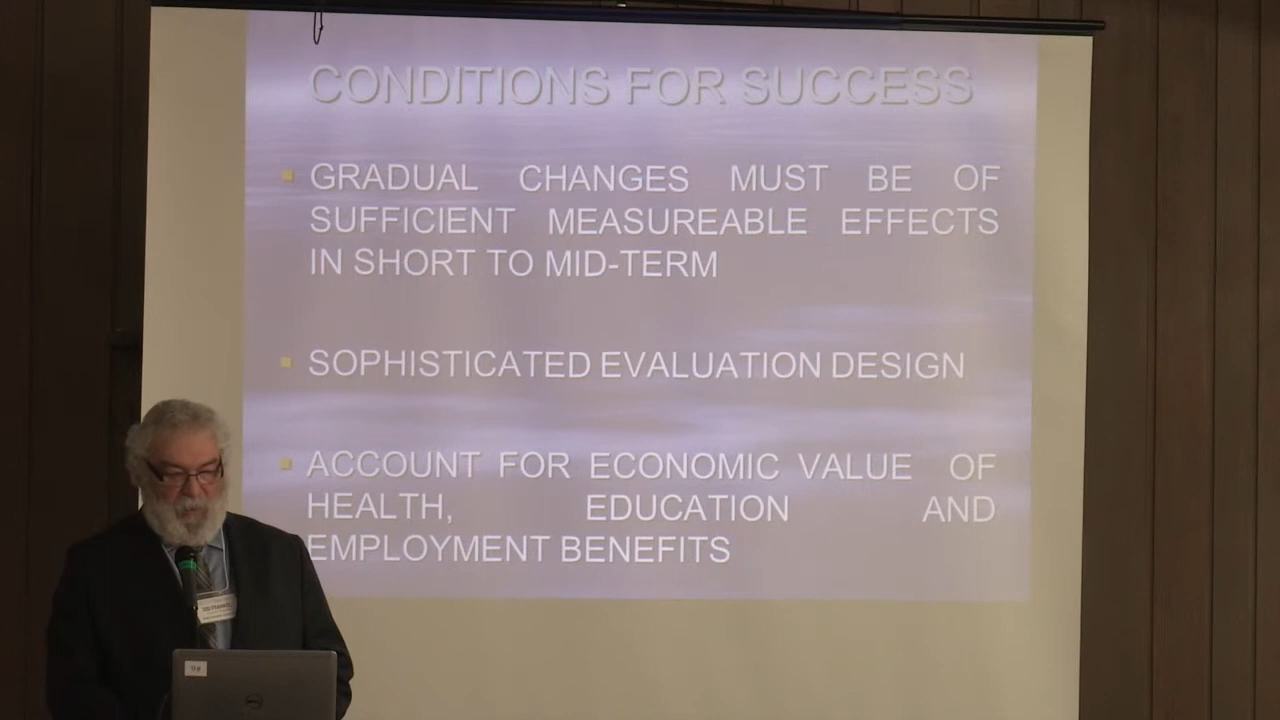 CONDITIONS FOR SUCCESS
GRADUAL CHANGES MUST BE OF
SUFFICIENT MEASUREABLE EFFECTS
IN SHORT TO MID-TERM
SOPHISTICATED EVALUATION DESIGN
ACCOUNT FOR ECONOMIC VALUE OF
HEALTH, EDUCATION AND
EMPLOYMENT BENEFITS
DELL